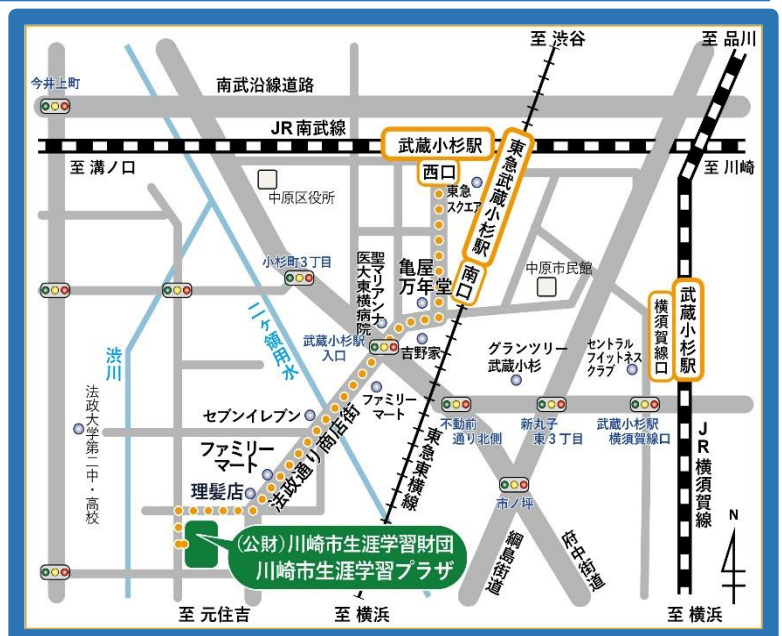 至 渋谷
至 品川
今井上町
南武沿線道路
JR南武線
武蔵小杉駅
西口
東急武蔵小杉駅
南口
至 溝ノ口
至 川崎
中原区役所
東急
スクエア
小杉町3丁目
聖マリアンナ
医大東横病院
亀屋
万年堂
中原市民館
武蔵小杉駅
横須賀線口
二ヶ領用水
渋川
武蔵小杉駅
入口
吉野家
グランツリー
武蔵小杉
セントラル
フィットネス
クラブ
ファミリー
マート
セブンイレブン
法政通り商店街
不動前
通り北側
新丸子
東3丁目
武蔵小杉駅
横須賀線口
法政大学第二中・高校
ファミリー
マート
理髪店
東急東横線
市ノ坪
JR横須賀線
N
(公財)川崎市生涯学習財団
川崎市生涯学習プラザ
綱島街道
府中街道
至 元住吉
至 横浜
至 横浜